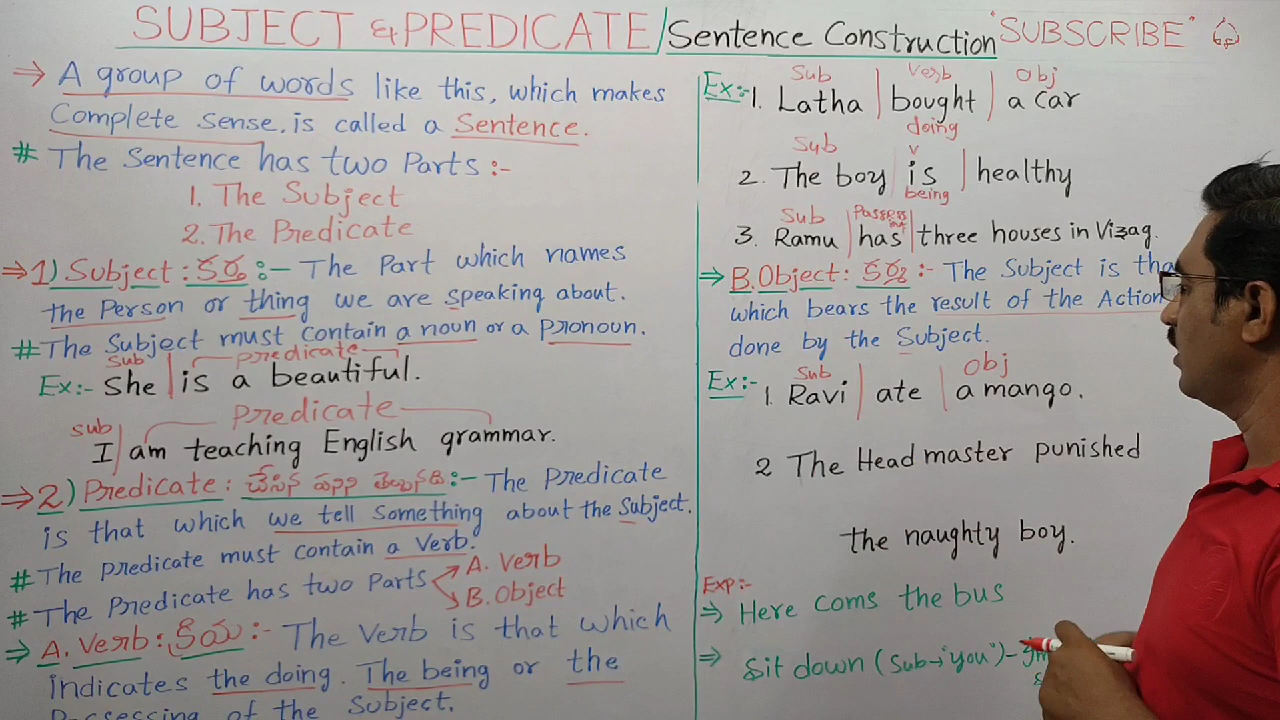 SUBJECT & PREDICATE/Sentence Construction "SUBSCRIBE"
⇒ A group of words like this, which makes
Complete Sense, is called a Sentence.
# The Sentence has two Parts :-
1. The Subject
2. The Predicate
⇒ 1) Subject : కర్త :- The Part which names
the Person or thing we are speaking about.
# The Subject must contain a noun or a pronoun.
Sub predicate
Ex:- She | is a beautiful.
Predicate
sub
I | am teaching English grammar.
⇒ 2) Predicate : :- The Predicate
is that which we tell something about the Subject.
# The predicate must contain a Verb.
# The Predicate has two Parts A. Verb
B. Object
⇒ A. Verb : క్రియ :- The Verb is that which
indicates the doing. The being or the
Possessing of the Subject.
Sub Verb Obj
Ex:- 1. Latha | bought | a car
doing
Sub v
2. The boy | is | healthy
being
Sub
3. Ramu | has | three houses in Vizag.
⇒ B. Object : కర్మ :- The Subject is
which bears the result of the Action
done by the Subject.
Sub Obj
Ex:- 1. Ravi | ate | a mango.
2 The Head master punished
the naughty boy.
Exp:-
⇒ Here coms the bus
⇒ Sit down (Sub→"you")-